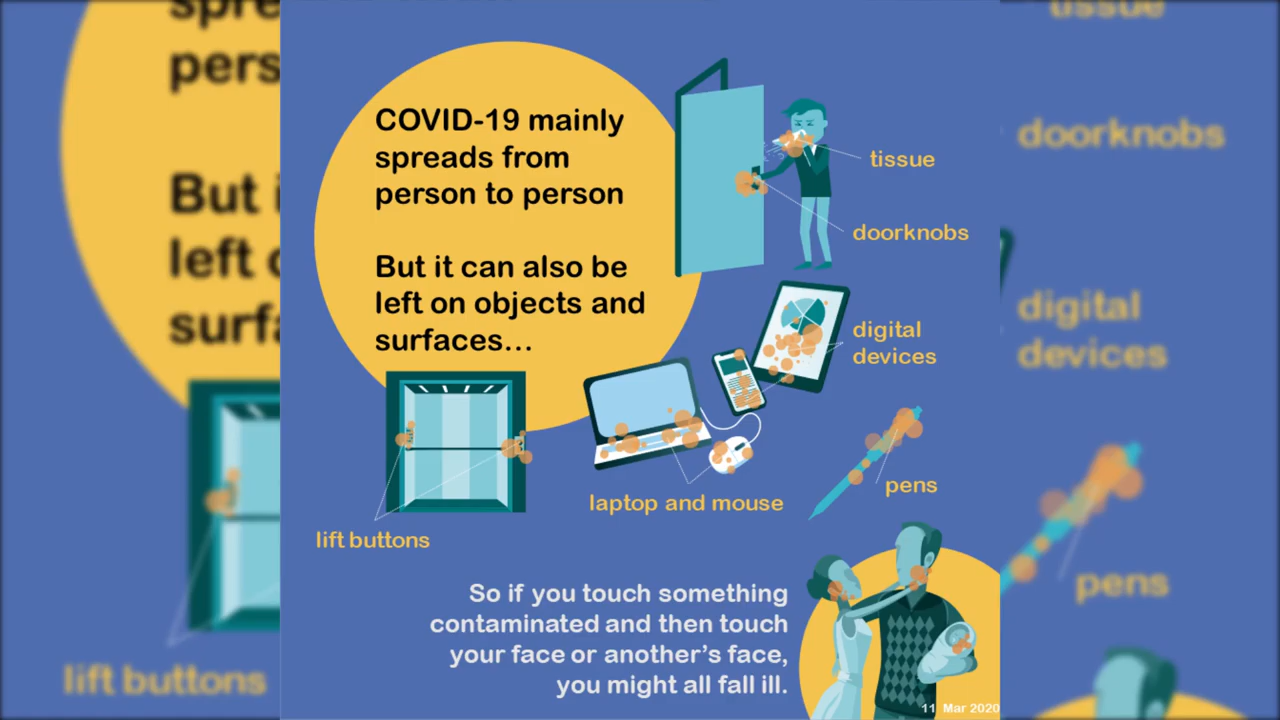 COVID-19 mainly
spreads from
person to person
But it can also be
left on objects and
surfaces...
tissue
doorknobs
digital
devices
laptop and mouse
pens
lift buttons
So if you touch something
contaminated and then touch
your face or another's face,
you might all fall ill.
11 Mar 2020